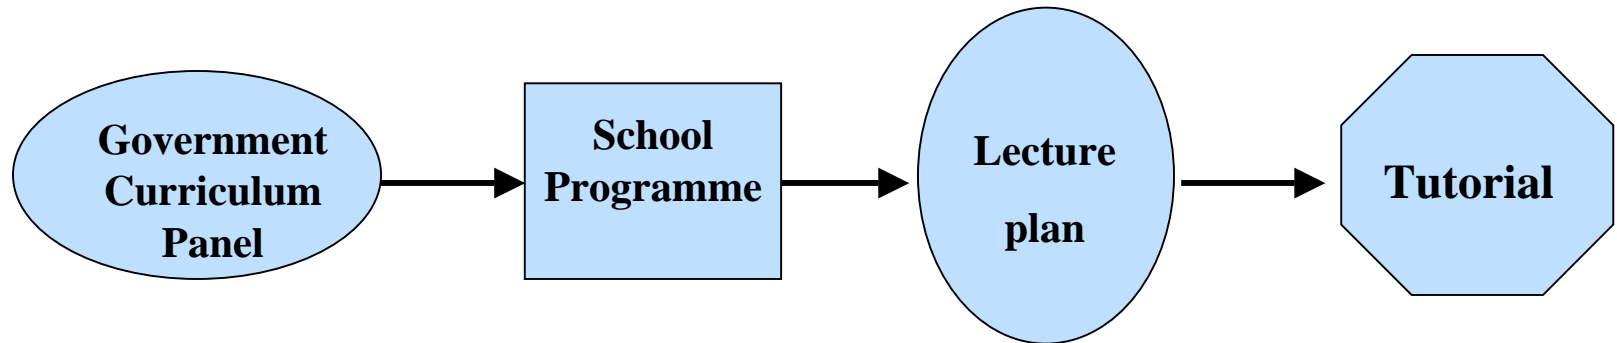 Government
Curriculum
Panel
School
Programme
Lecture
plan
Tutorial